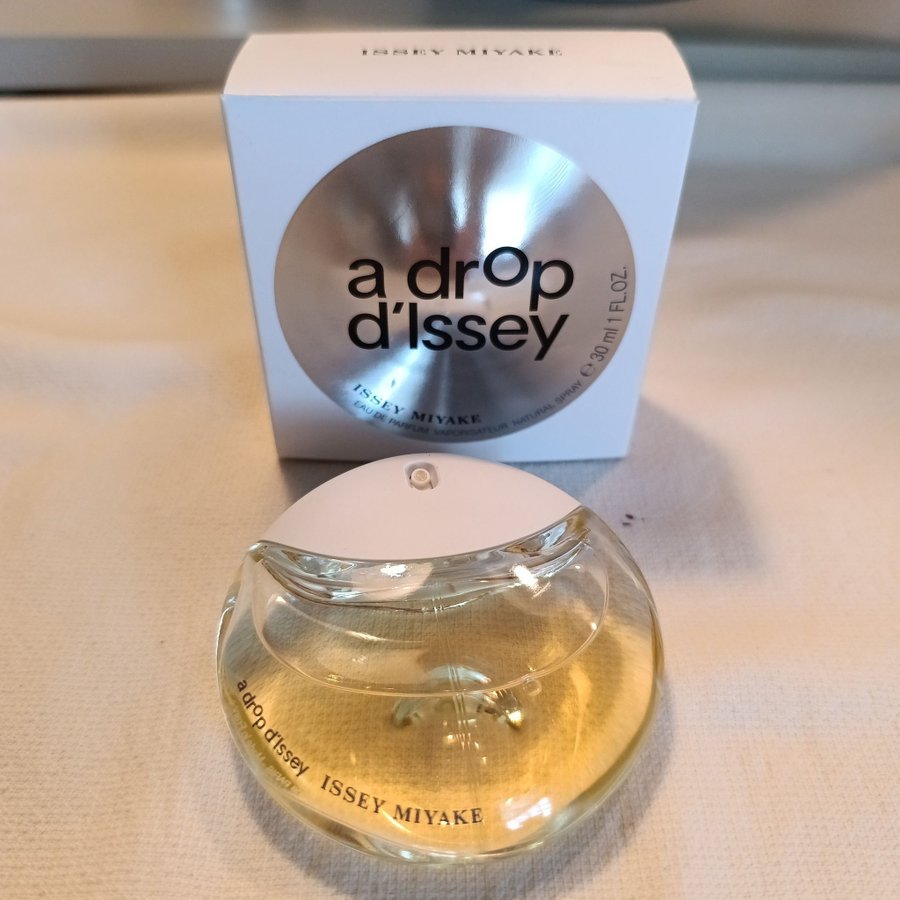 ISSEY MIYAKE
a drop
d'Issey
ISSEY MIYAKE
EAU DE PARFUM VAPORISATEUR NATURAL SPRAY ℮ 30 ml 1 FL.OZ.
a drop d'Issey
ISSEY MIYAKE